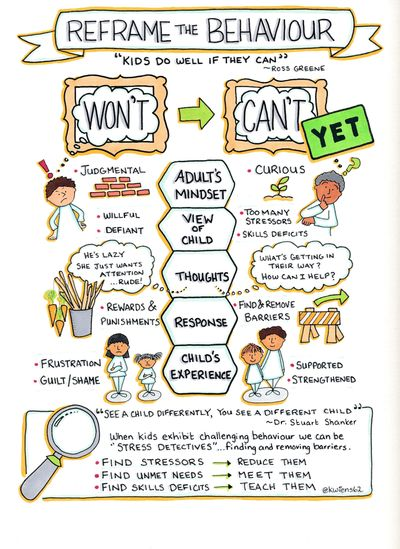 REFRAME THE BEHAVIOUR
"KIDS DO WELL IF THEY CAN"
~ROSS GREENE
WON'T
CAN'T
YET
• JUDGMENTAL
ADULT'S
MINDSET
• CURIOUS
• WILLFUL
• DEFIANT
VIEW
OF
CHILD
• TOO MANY
STRESSORS
• SKILLS DEFICITS
HE'S LAZY
SHE JUST WANTS
ATTENTION
...RUDE!
THOUGHTS
WHAT'S GETTING IN
THEIR WAY?
HOW CAN I HELP?
• REWARDS &
PUNISHMENTS
RESPONSE
• FIND & REMOVE
BARRIERS
• FRUSTRATION
• GUILT/SHAME
CHILD'S
EXPERIENCE
• SUPPORTED
• STRENGTHENED
"SEE A CHILD DIFFERENTLY, YOU SEE A DIFFERENT CHILD"
~Dr. Stuart Shanker
When kids exhibit challenging behaviour we can be
"STRESS DETECTIVES"...finding and removing barriers.
• FIND STRESSORS → REDUCE THEM
• FIND UNMET NEEDS → MEET THEM
• FIND SKILLS DEFICITS → TEACH THEM
@kwiens62